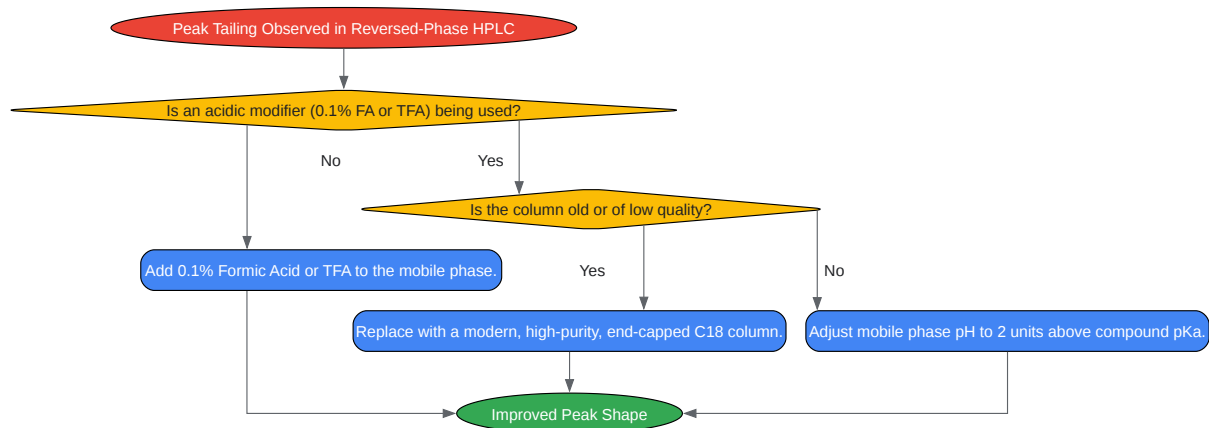 Peak Tailing Observed in Reversed-Phase HPLC
Is an acidic modifier (0.1% FA or TFA) being used?
No
Yes
Is the column old or of low quality?
Add 0.1% Formic Acid or TFA to the mobile phase.
Yes
No
Replace with a modern, high-purity, end-capped C18 column.
Adjust mobile phase pH to 2 units above compound pKa.
Improved Peak Shape